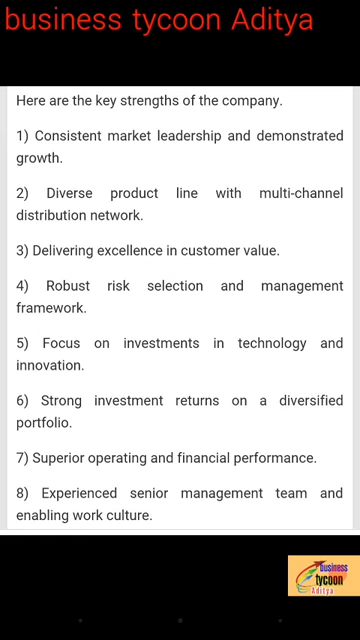 business tycoon Aditya
Here are the key strengths of the company.
1) Consistent market leadership and demonstrated
growth.
2) Diverse product line with multi-channel
distribution network.
3) Delivering excellence in customer value.
4) Robust risk selection and management
framework.
5) Focus on investments in technology and
innovation.
6) Strong investment returns on a diversified
portfolio.
7) Superior operating and financial performance.
8) Experienced senior management team and
enabling work culture.
business
tycoon
Aditya